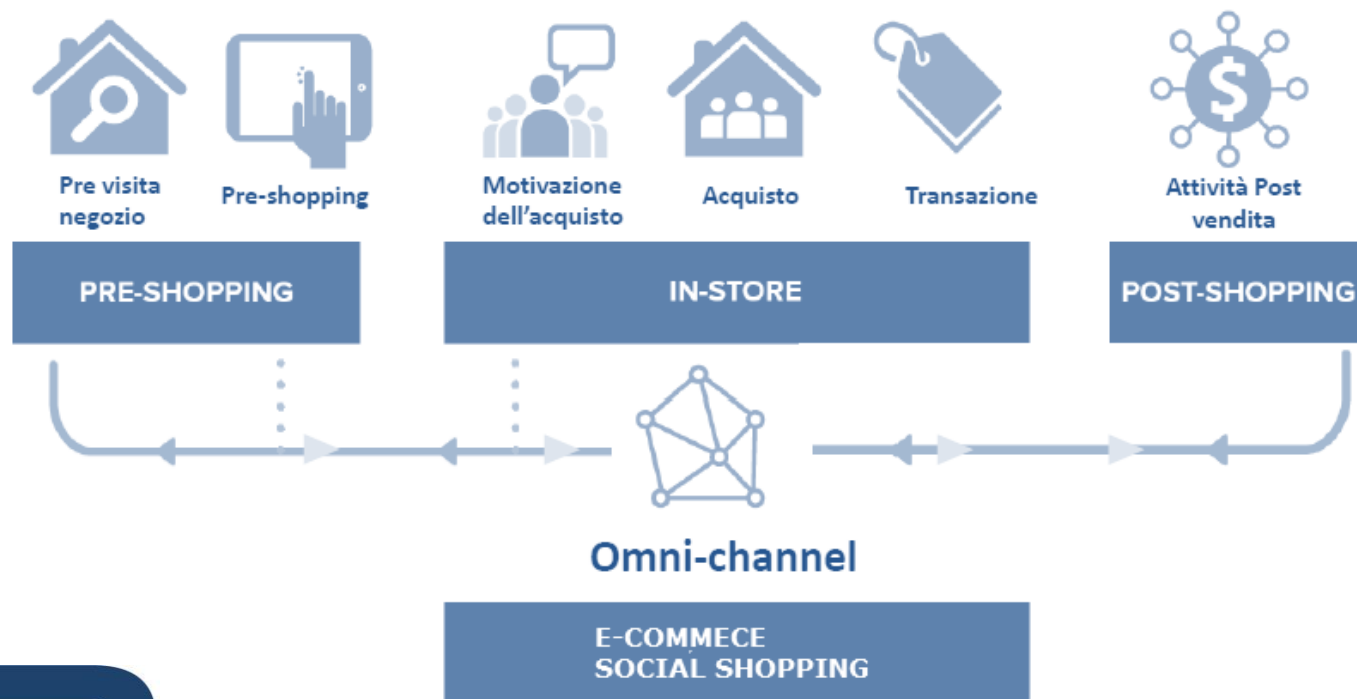 Pre visita
negozio
Pre-shopping
Motivazione
dell'acquisto
Acquisto
Transazione
Attività Post
vendita
PRE-SHOPPING
IN-STORE
POST-SHOPPING
Omni-channel
E-COMMECE
SOCIAL SHOPPING